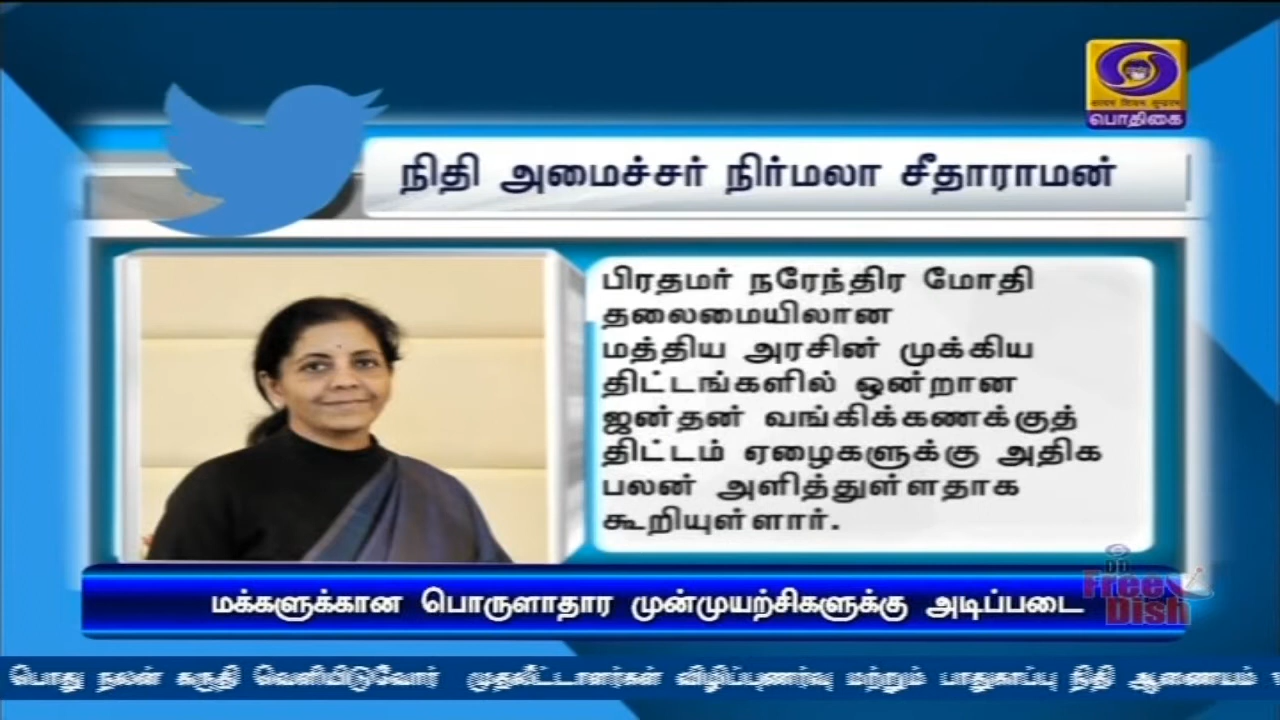 பொதிகை
நிதி அமைச்சர் நிர்மலா சீதாராமன்
பிரதமர் நரேந்திர மோதி
தலைமையிலான
மத்திய அரசின் முக்கிய
திட்டங்களில் ஒன்றான
ஜன்தன் வங்கிக்கணக்குத்
திட்டம் ஏழைகளுக்கு அதிக
பலன் அளித்துள்ளதாக
கூறியுள்ளார்.
மக்களுக்கான பொருளாதார முன்முயற்சிகளுக்கு அடிப்படை
DD
Free
Dish
பொது நலன் கருதி வெளியிடுவோர் முதலீட்டாளர்கள் விழிப்புணர்வு மற்றும் பாதுகாப்பு நிதி ஆணையம்